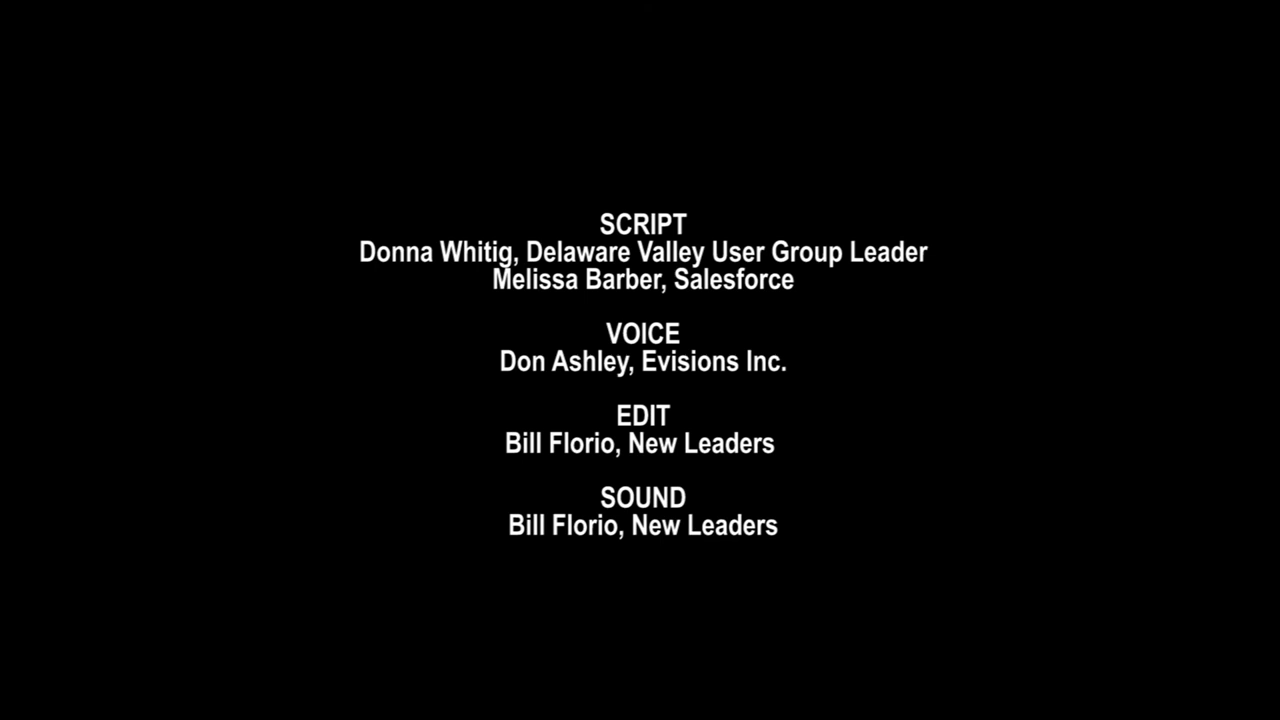 SCRIPT
Donna Whitig, Delaware Valley User Group Leader
Melissa Barber, Salesforce
VOICE
Don Ashley, Evisions Inc.
EDIT
Bill Florio, New Leaders
SOUND
Bill Florio, New Leaders